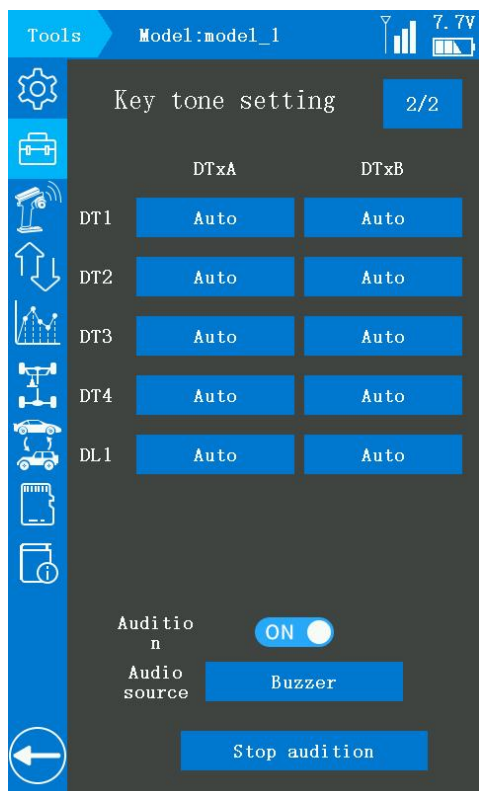 Tools Model:model_1 7.7V
Key tone setting 2/2
DTxA DTxB
DT1 Auto Auto
DT2 Auto Auto
DT3 Auto Auto
DT4 Auto Auto
DL1 Auto Auto
Auditio
n
ON
Audio
source
Buzzer
Stop audition